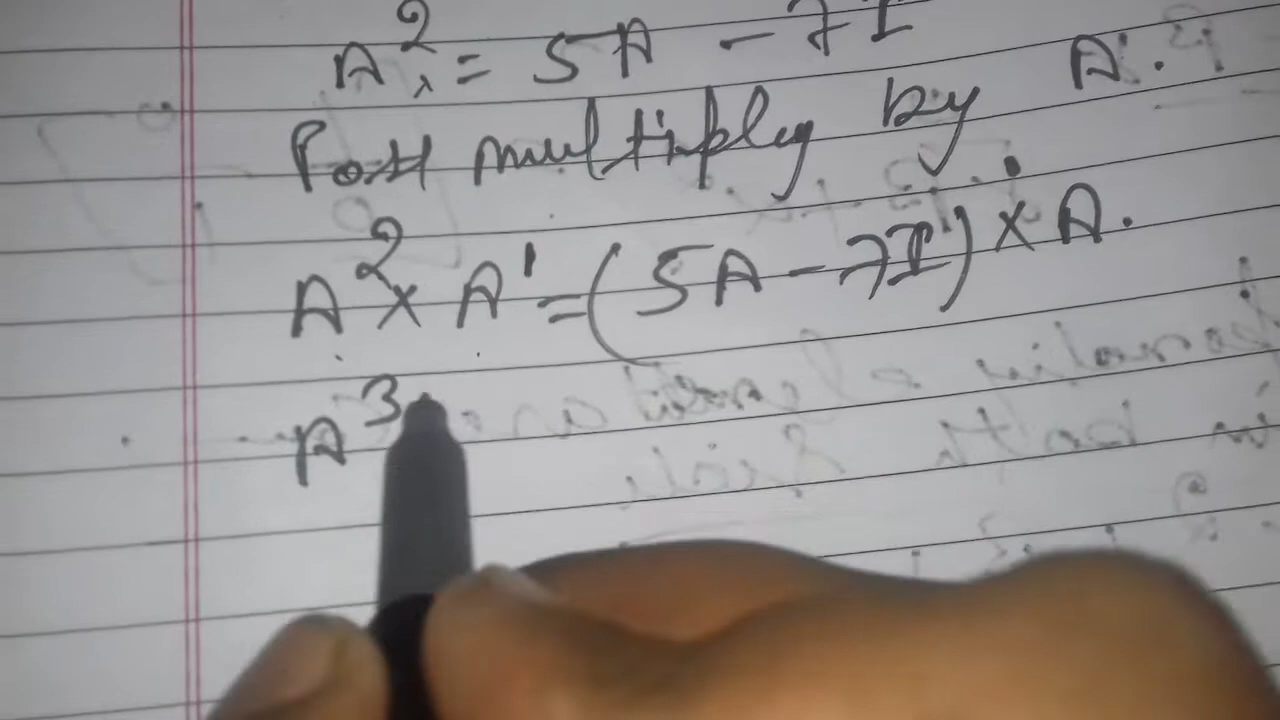 A² = 5A - 7I
Post multiply by A.
A² x A' = (5A - 7I) x A.
A³